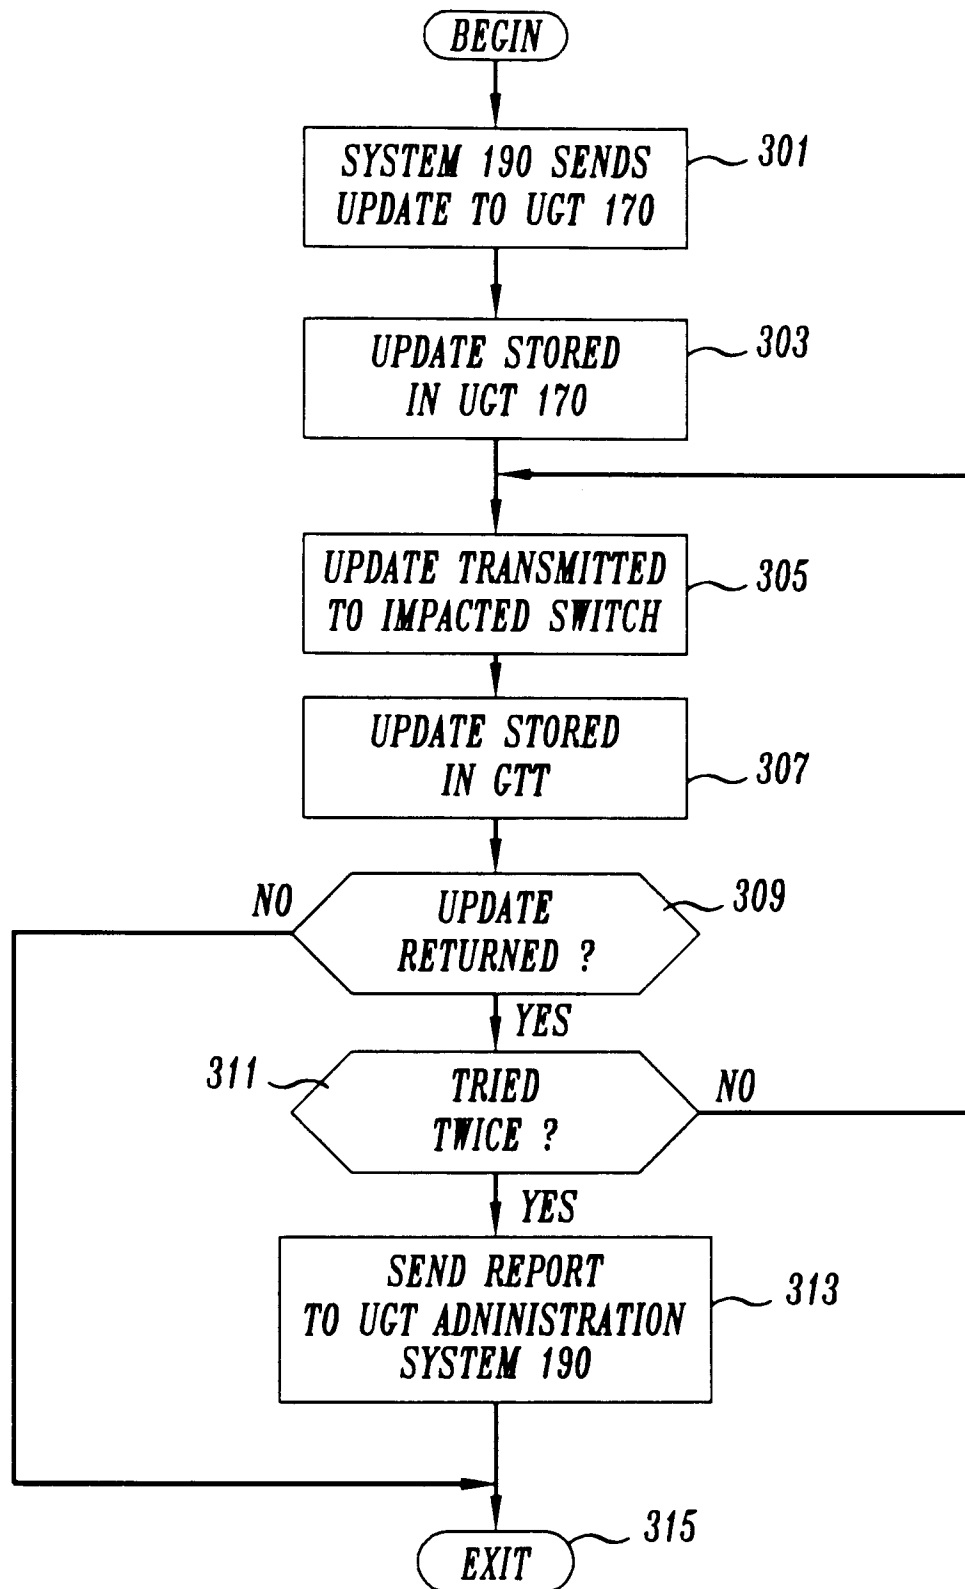 BEGIN
SYSTEM 190 SENDS
UPDATE TO UGT 170
301
UPDATE STORED
IN UGT 170
303
UPDATE TRANSMITTED
TO IMPACTED SWITCH
305
UPDATE STORED
IN GTT
307
UPDATE
RETURNED ?
309
NO
YES
311
TRIED
TWICE ?
NO
YES
SEND REPORT
TO UGT ADNINISTRATION
SYSTEM 190
313
EXIT
315